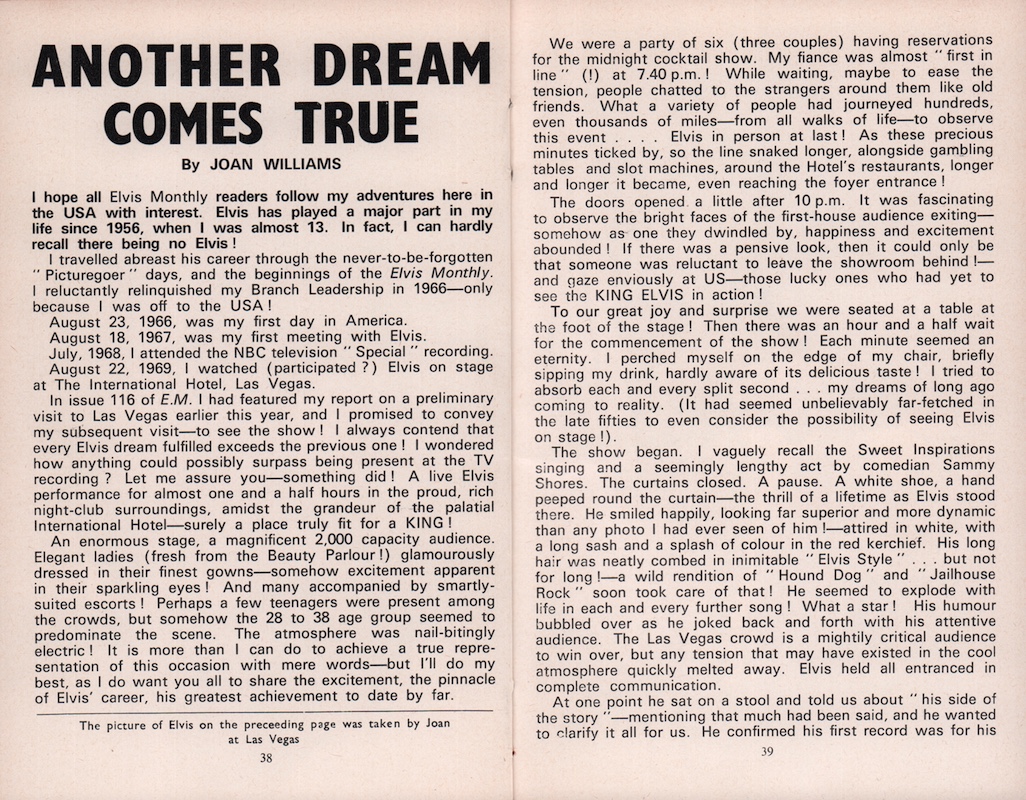 ANOTHER DREAM
COMES TRUE
By JOAN WILLIAMS
I hope all Elvis Monthly readers follow my adventures here in
the USA with interest. Elvis has played a major part in my
life since 1956, when I was almost 13. In fact, I can hardly
recall there being no Elvis !
I travelled abreast his career through the never-to-be-forgotten
" Picturegoer " days, and the beginnings of the Elvis Monthly.
I reluctantly relinquished my Branch Leadership in 1966—only
because I was off to the USA !
August 23, 1966, was my first day in America.
August 18, 1967, was my first meeting with Elvis.
July, 1968, I attended the NBC television " Special " recording.
August 22, 1969, I watched (participated ?) Elvis on stage
at The International Hotel, Las Vegas.
In issue 116 of E.M. I had featured my report on a preliminary
visit to Las Vegas earlier this year, and I promised to convey
my subsequent visit—to see the show ! I always contend that
every Elvis dream fulfilled exceeds the previous one ! I wondered
how anything could possibly surpass being present at the TV
recording ? Let me assure you—something did ! A live Elvis
performance for almost one and a half hours in the proud, rich
night-club surroundings, amidst the grandeur of the palatial
International Hotel—surely a place truly fit for a KING !
An enormous stage, a magnificent 2,000 capacity audience.
Elegant ladies (fresh from the Beauty Parlour !) glamourously
dressed in their finest gowns—somehow excitement apparent
in their sparkling eyes ! And many accompanied by smartly-
suited escorts ! Perhaps a few teenagers were present among
the crowds, but somehow the 28 to 38 age group seemed to
predominate the scene. The atmosphere was nail-bitingly
electric ! It is more than I can do to achieve a true repre-
sentation of this occasion with mere words—but I'll do my
best, as I do want you all to share the excitement, the pinnacle
of Elvis' career, his greatest achievement to date by far.
The picture of Elvis on the preceeding page was taken by Joan
at Las Vegas
38
We were a party of six (three couples) having reservations
for the midnight cocktail show. My fiance was almost " first in
line " (!) at 7.40 p.m. ! While waiting, maybe to ease the
tension, people chatted to the strangers around them like old
friends. What a variety of people had journeyed hundreds,
even thousands of miles—from all walks of life—to observe
this event . . . . Elvis in person at last ! As these precious
minutes ticked by, so the line snaked longer, alongside gambling
tables and slot machines, around the Hotel's restaurants, longer
and longer it became, even reaching the foyer entrance !
The doors opened a little after 10 p.m. It was fascinating
to observe the bright faces of the first-house audience exiting—
somehow as one they dwindled by, happiness and excitement
abounded ! If there was a pensive look, then it could only be
that someone was reluctant to leave the showroom behind !—
and gaze enviously at US—those lucky ones who had yet to
see the KING ELVIS in action !
To our great joy and surprise we were seated at a table at
the foot of the stage ! Then there was an hour and a half wait
for the commencement of the show ! Each minute seemed an
eternity. I perched myself on the edge of my chair, briefly
sipping my drink, hardly aware of its delicious taste ! I tried to
absorb each and every split second . . . my dreams of long ago
coming to reality. (It had seemed unbelievably far-fetched in
the late fifties to even consider the possibility of seeing Elvis
on stage !).
The show began. I vaguely recall the Sweet Inspirations
singing and a seemingly lengthy act by comedian Sammy
Shores. The curtains closed. A pause. A white shoe, a hand
peeped round the curtain—the thrill of a lifetime as Elvis stood
there. He smiled happily, looking far superior and more dynamic
than any photo I had ever seen of him !—attired in white, with
a long sash and a splash of colour in the red kerchief. His long
hair was neatly combed in inimitable " Elvis Style " . . . but not
for long !—a wild rendition of " Hound Dog " and " Jailhouse
Rock " soon took care of that ! He seemed to explode with
life in each and every further song ! What a star ! His humour
bubbled over as he joked back and forth with his attentive
audience. The Las Vegas crowd is a mightily critical audience
to win over, but any tension that may have existed in the cool
atmosphere quickly melted away. Elvis held all entranced in
complete communication.
At one point he sat on a stool and told us about " his side of
the story "—mentioning that much had been said, and he wanted
to clarify it all for us. He confirmed his first record was for his
39